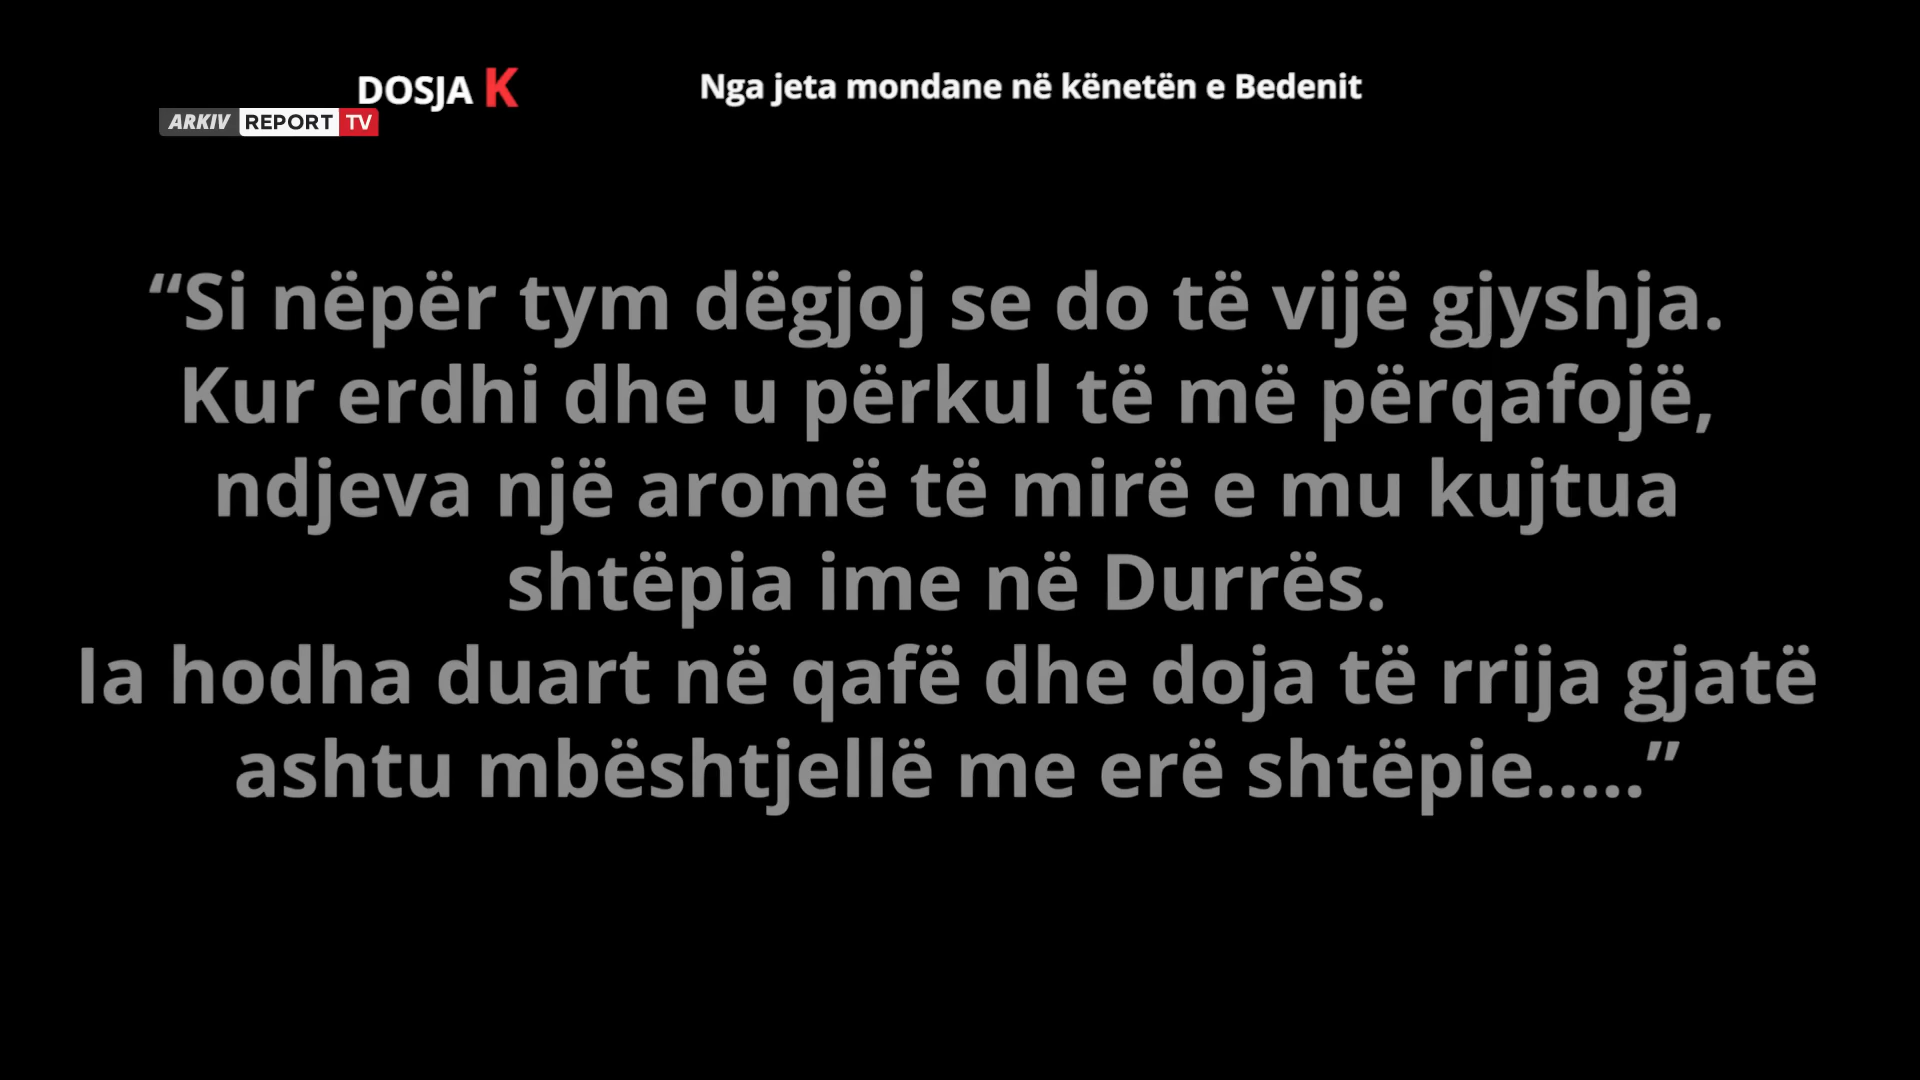 DOSJA K
Nga jeta mondane në kënetën e Bedenit
ARKIV REPORT TV
“Si nëpër tym dëgjoj se do të vijë gjyshja.
Kur erdhi dhe u përkul të më përqafojë,
ndjeva një aromë të mirë e mu kujtua
shtëpia ime në Durrës.
Ia hodha duart në qafë dhe doja të rrija gjatë
ashtu mbështjellë me erë shtëpie.....”